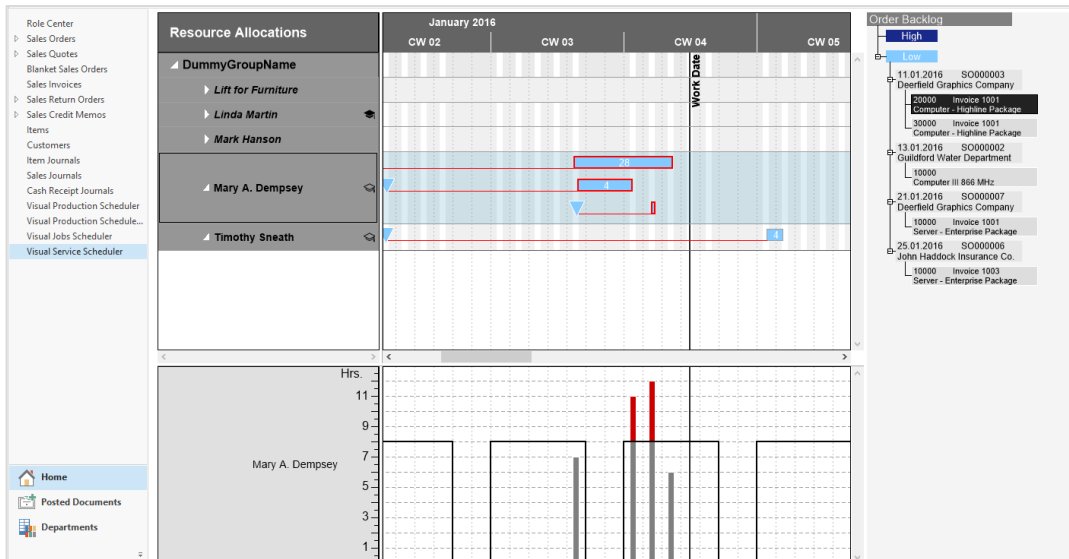 Role Center
Sales Orders
Sales Quotes
Blanket Sales Orders
Sales Invoices
Sales Return Orders
Sales Credit Memos
Items
Customers
Item Journals
Sales Journals
Cash Receipt Journals
Visual Production Scheduler
Visual Production Schedule...
Visual Jobs Scheduler
Visual Service Scheduler
Home
Posted Documents
Departments
Resource Allocations
January 2016
CW 02 CW 03 CW 04 CW 05
DummyGroupName
Lift for Furniture
Linda Martin
Mark Hanson
Mary A. Dempsey
Timothy Sneath
Work Date
28
4
4
Hrs.
11
9
7
5
3
1
Mary A. Dempsey
Order Backlog
High
Low
11.01.2016 SO000003
Deerfield Graphics Company
20000 Invoice 1001
Computer - Highline Package
30000 Invoice 1001
Computer - Highline Package
13.01.2016 SO000002
Guildford Water Department
10000
Computer III 866 MHz
21.01.2016 SO000007
Deerfield Graphics Company
10000 Invoice 1001
Server - Enterprise Package
25.01.2016 SO000006
John Haddock Insurance Co.
10000 Invoice 1003
Server - Enterprise Package